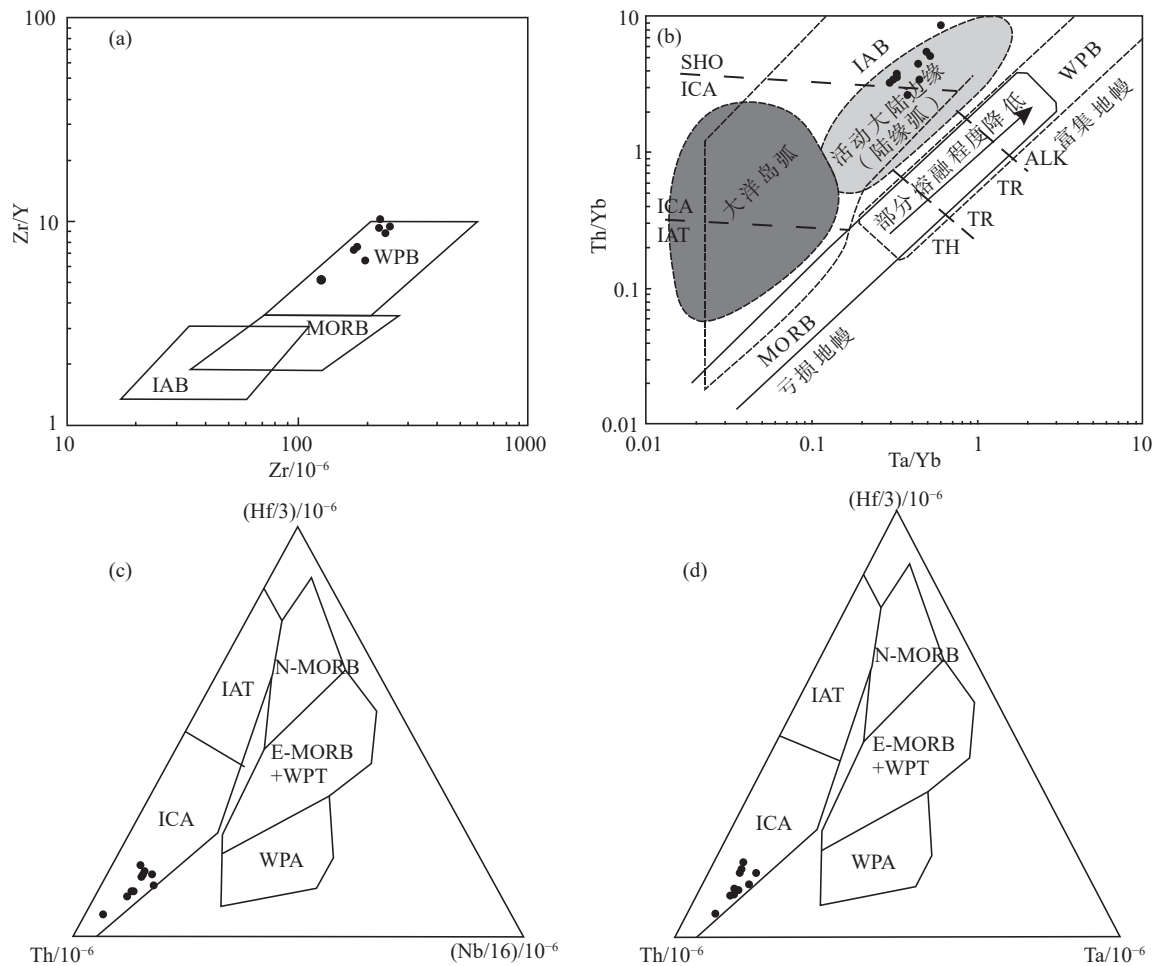 100
(a)
10
Zr/Y
WPB
MORB
IAB
1
10
100
1000
Zr/10⁻⁶
10
(b)
SHO
ICA
IAB
WPB
活动大陆边缘
（陆缘弧）
部分熔融程度降低
富集地幔
大洋岛弧
1
Th/Yb
ICA
IAT
ALK
TR
TR
TH
0.1
MORB
亏损地幔
0.01
0.01
0.1
1
10
Ta/Yb
(Hf/3)/10⁻⁶
(c)
N-MORB
IAT
E-MORB
+WPT
ICA
WPA
Th/10⁻⁶
(Nb/16)/10⁻⁶
(Hf/3)/10⁻⁶
(d)
N-MORB
IAT
E-MORB
+WPT
ICA
WPA
Th/10⁻⁶
Ta/10⁻⁶